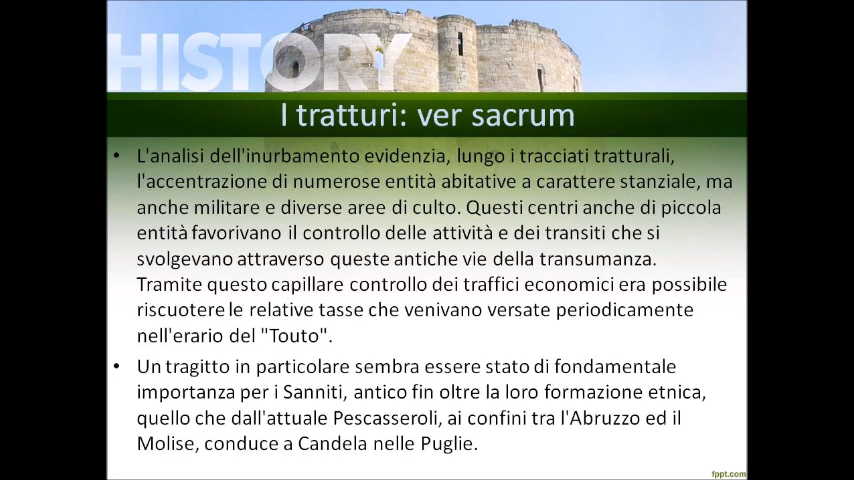 HISTORY
I tratturi: ver sacrum
• L'analisi dell'inurbamento evidenzia, lungo i tracciati tratturali,
l'accentrazione di numerose entità abitative a carattere stanziale, ma
anche militare e diverse aree di culto. Questi centri anche di piccola
entità favorivano il controllo delle attività e dei transiti che si
svolgevano attraverso queste antiche vie della transumanza.
Tramite questo capillare controllo dei traffici economici era possibile
riscuotere le relative tasse che venivano versate periodicamente
nell'erario del "Touto".
• Un tragitto in particolare sembra essere stato di fondamentale
importanza per i Sanniti, antico fin oltre la loro formazione etnica,
quello che dall'attuale Pescasseroli, ai confini tra l'Abruzzo ed il
Molise, conduce a Candela nelle Puglie.
fppt.com